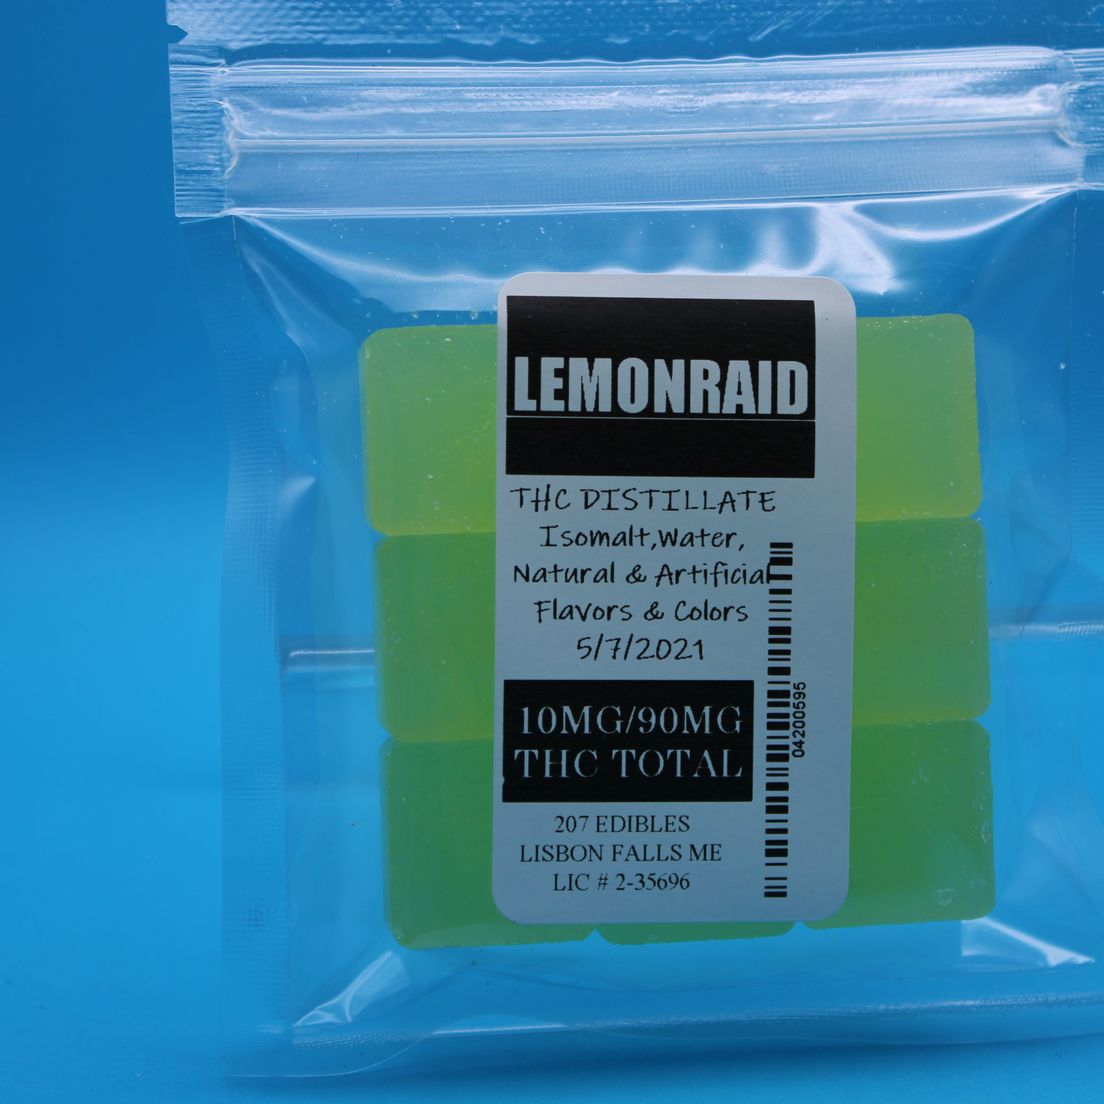 LEMONRAID
THC DISTILLATE
Isomalt,Water,
Natural & Artificial
Flavors & Colors
5/7/2021
10MG/90MG
THC TOTAL
207 EDIBLES
LISBON FALLS ME
LIC # 2-35696
04200595